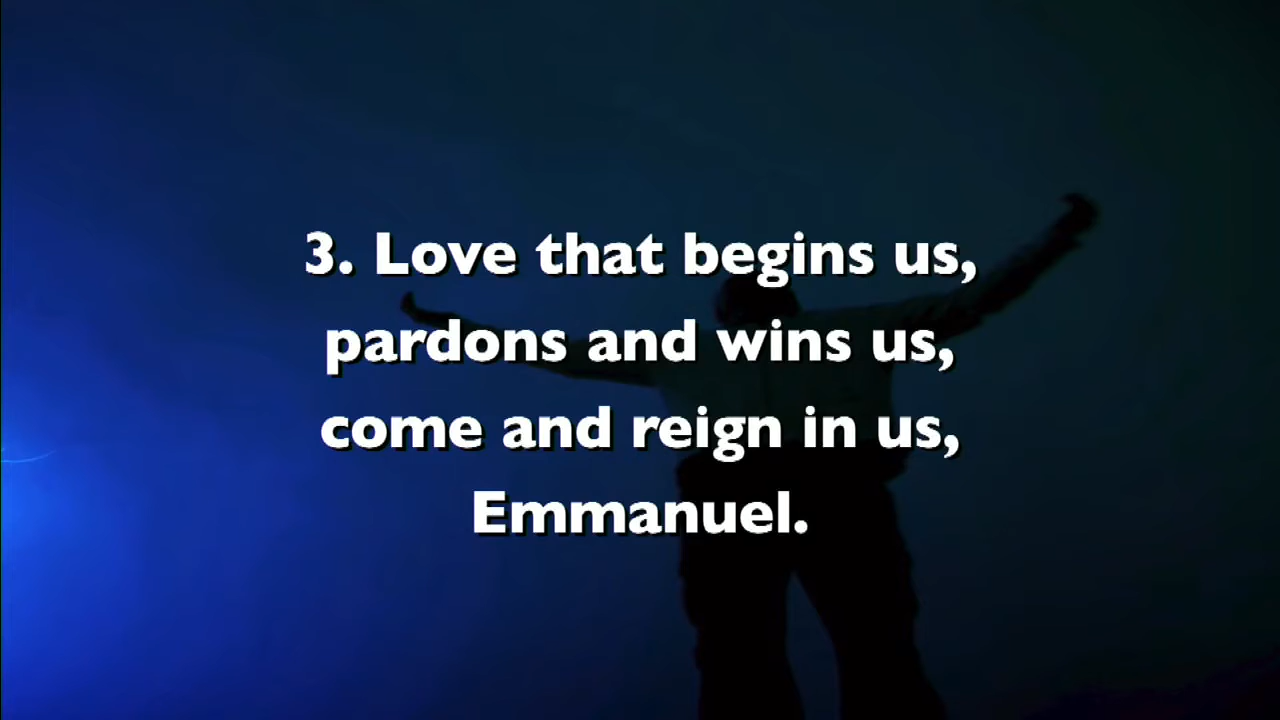 3. Love that begins us,
pardons and wins us,
come and reign in us,
Emmanuel.